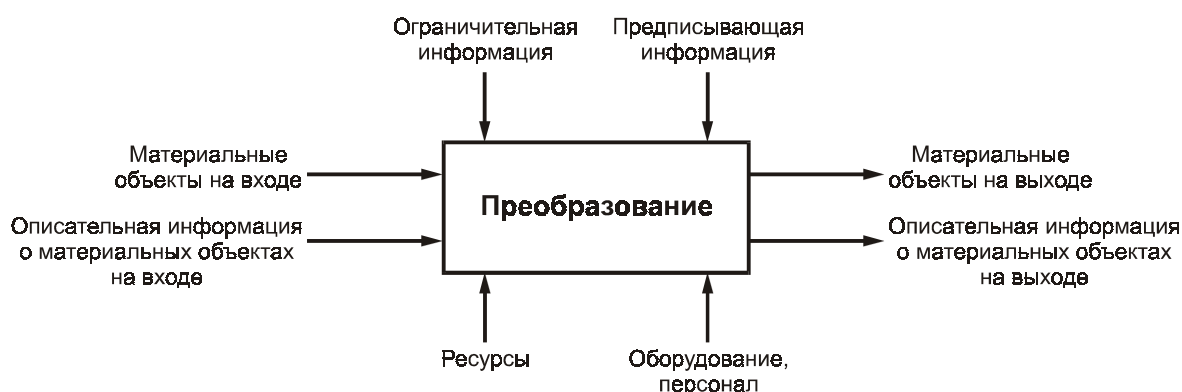 Ограничительная
информация
Предписывающая
информация
Материальные
объекты на входе
Описательная информация
о материальных объектах
на входе
Преобразование
Материальные
объекты на выходе
Описательная информация
о материальных объектах
на выходе
Ресурсы
Оборудование,
персонал